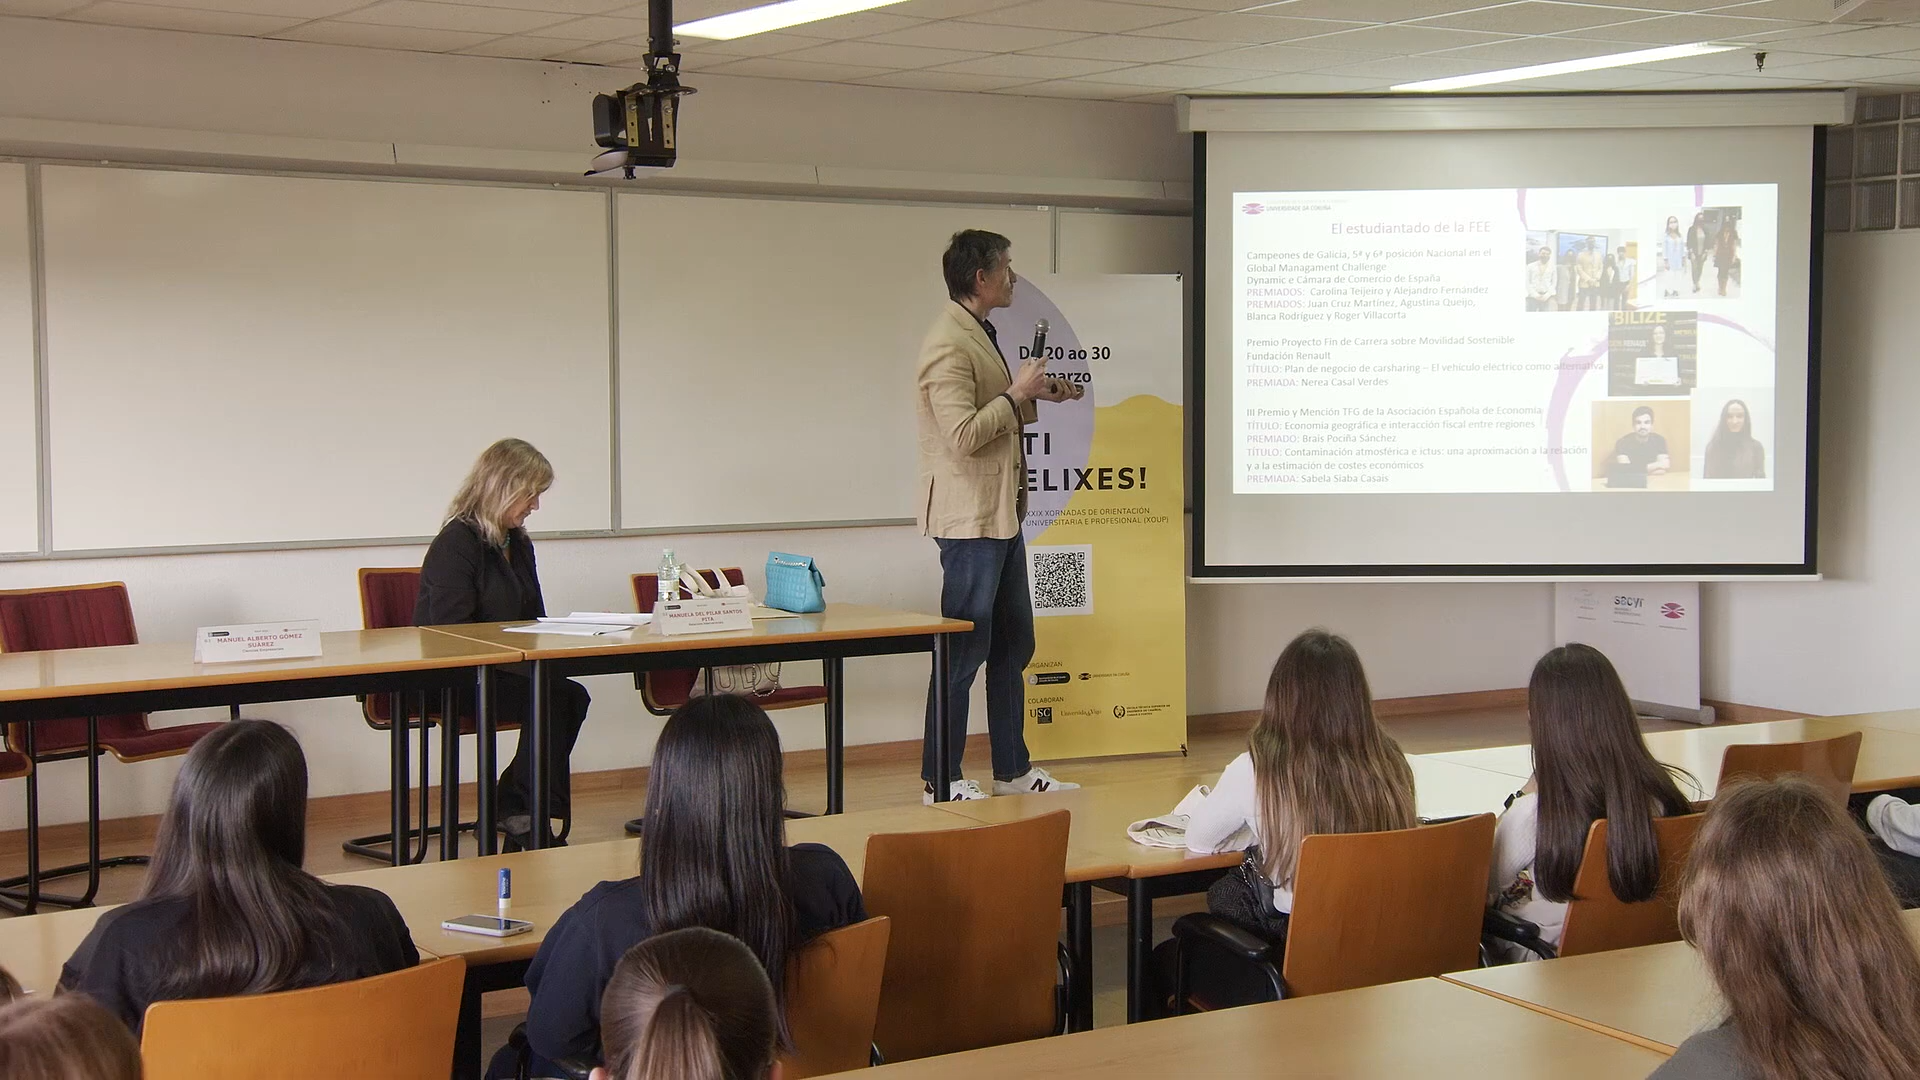 UNIVERSIDADE DA CORUÑA
El estudiantado de la FEE
Campeones de Galicia, 5ª y 6ª posición Nacional en el
Global Managament Challenge
Dynamic e Cámara de Comercio de España
PREMIADOS: Carolina Teijeiro y Alejandro Fernández
PREMIADOS: Juan Cruz Martínez, Agustina Queijo,
Blanca Rodríguez y Roger Villacorta
Premio Proyecto Fin de Carrera sobre Movilidad Sostenible
Fundación Renault
TÍTULO: Plan de negocio de carsharing – El vehículo eléctrico como alternativa
PREMIADA: Nerea Casal Verdes
III Premio y Mención TFG de la Asociación Española de Economía
TÍTULO: Economía geográfica e interacción fiscal entre regiones
PREMIADO: Brais Pociña Sánchez
TÍTULO: Contaminación atmosférica e ictus: una aproximación a la relación
y a la estimación de costes económicos
PREMIADA: Sabela Siaba Casais
BILIZE
20 ao 30
marzo
TI
ELIXES!
XXIX XORNADAS DE ORIENTACIÓN
UNIVERSITARIA E PROFESIONAL (XOUP)
ORGANIZAN
UNIVERSIDADE DA CORUÑA
COLABORAN
USC
Universidade Vigo
MANUEL ALBERTO GÓMEZ
SUÁREZ
Ciencias Empresariais
MANUELA DEL PILAR SANTOS
PITA
UDC
sacyr
N